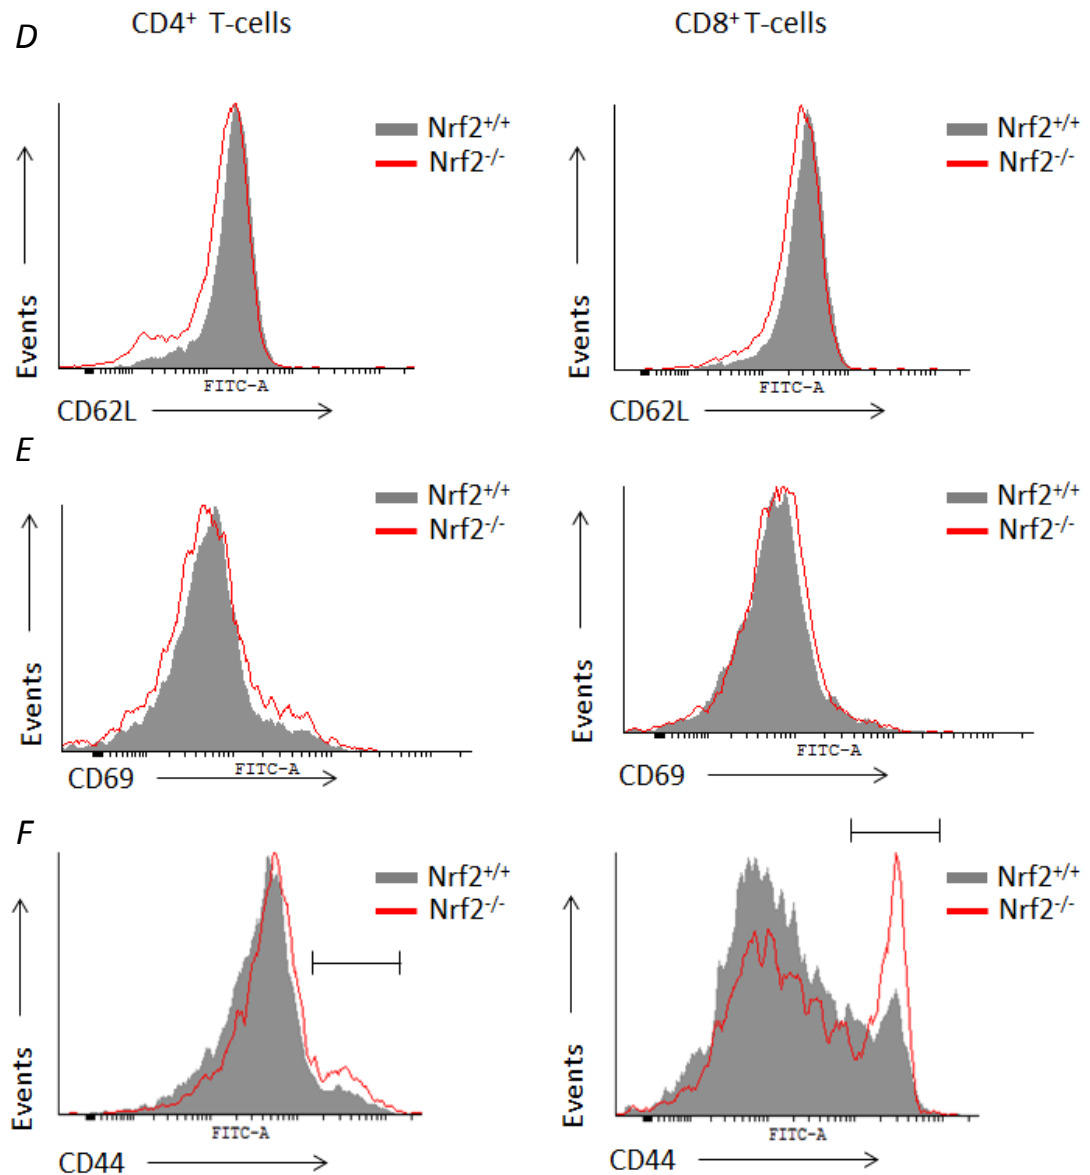 D
CD4⁺ T-cells
CD8⁺ T-cells
Nrf2⁺/⁺
Nrf2⁻/⁻
Events
FITC-A
CD62L
Nrf2⁺/⁺
Nrf2⁻/⁻
Events
FITC-A
CD62L
E
Nrf2⁺/⁺
Nrf2⁻/⁻
Events
FITC-A
CD69
Nrf2⁺/⁺
Nrf2⁻/⁻
Events
FITC-A
CD69
F
Nrf2⁺/⁺
Nrf2⁻/⁻
Events
FITC-A
CD44
Nrf2⁺/⁺
Nrf2⁻/⁻
Events
FITC-A
CD44